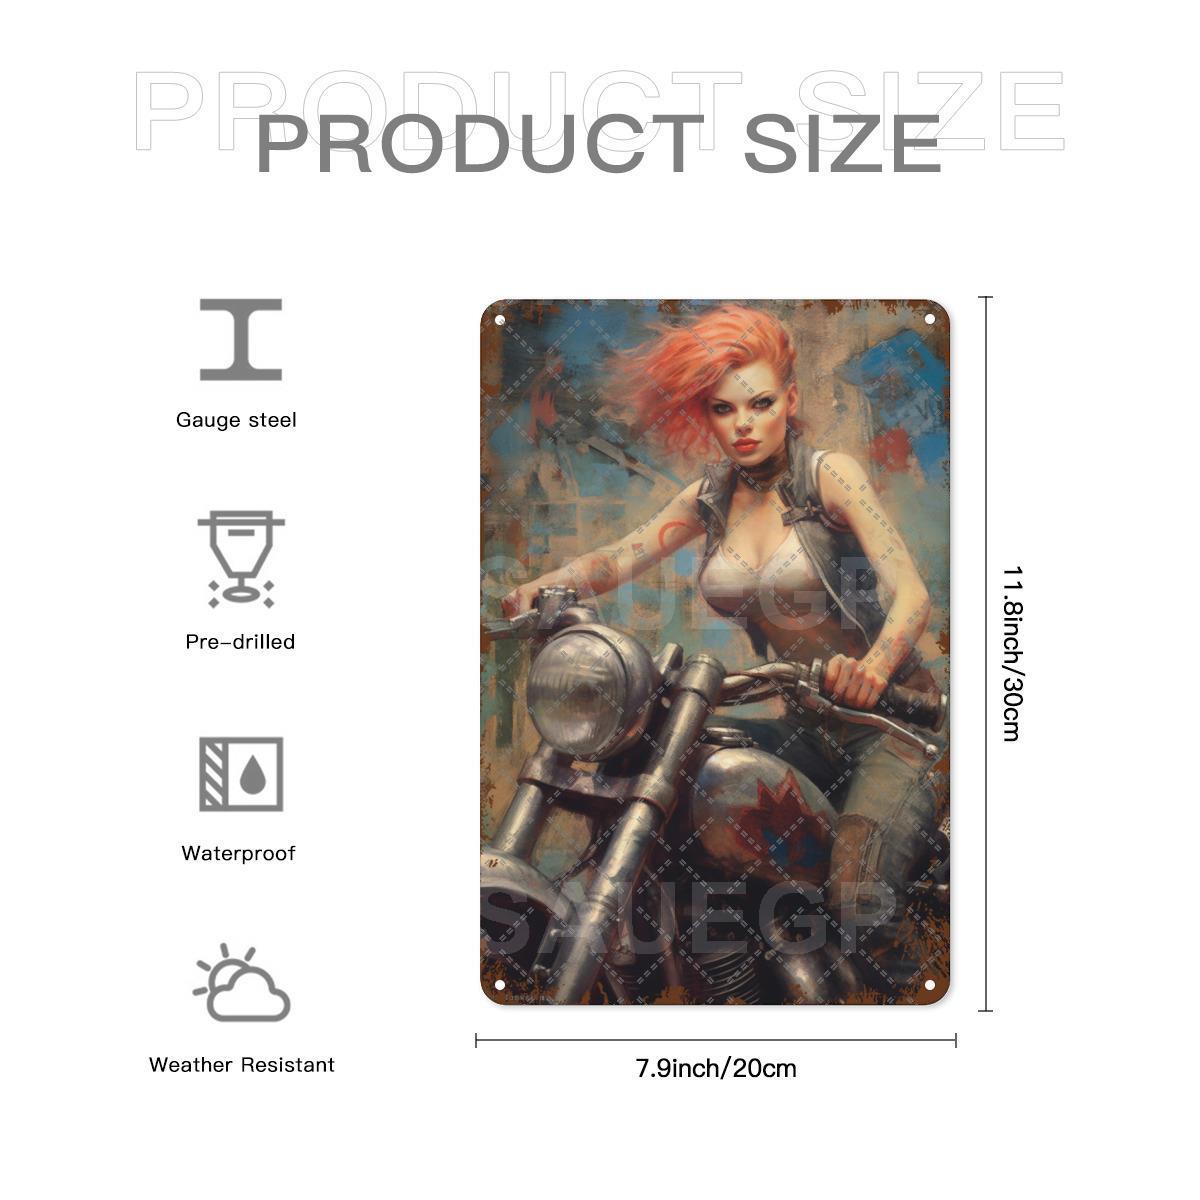 PRODUCT SIZE
PRODUCT SIZE
Gauge steel
Pre-drilled
Waterproof
Weather Resistant
SAUEGP
SAUEGP
11.8inch/30cm
7.9inch/20cm